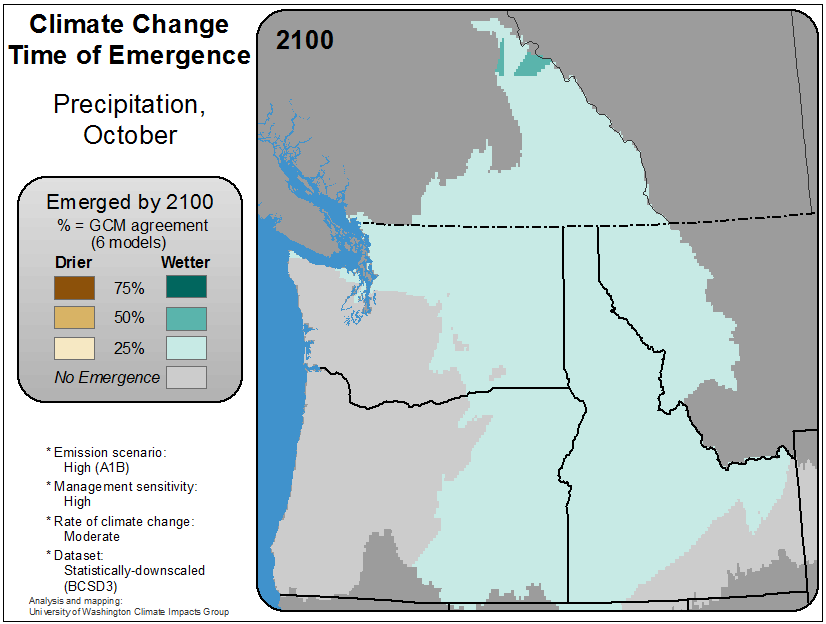 Climate Change
Time of Emergence
Precipitation,
October
2100
Emerged by 2100
% = GCM agreement
(6 models)
Drier Wetter
75%
50%
25%
No Emergence
* Emission scenario:
High (A1B)
* Management sensitivity:
High
* Rate of climate change:
Moderate
* Dataset:
Statistically-downscaled
(BCSD3)
Analysis and mapping:
University of Washington Climate Impacts Group